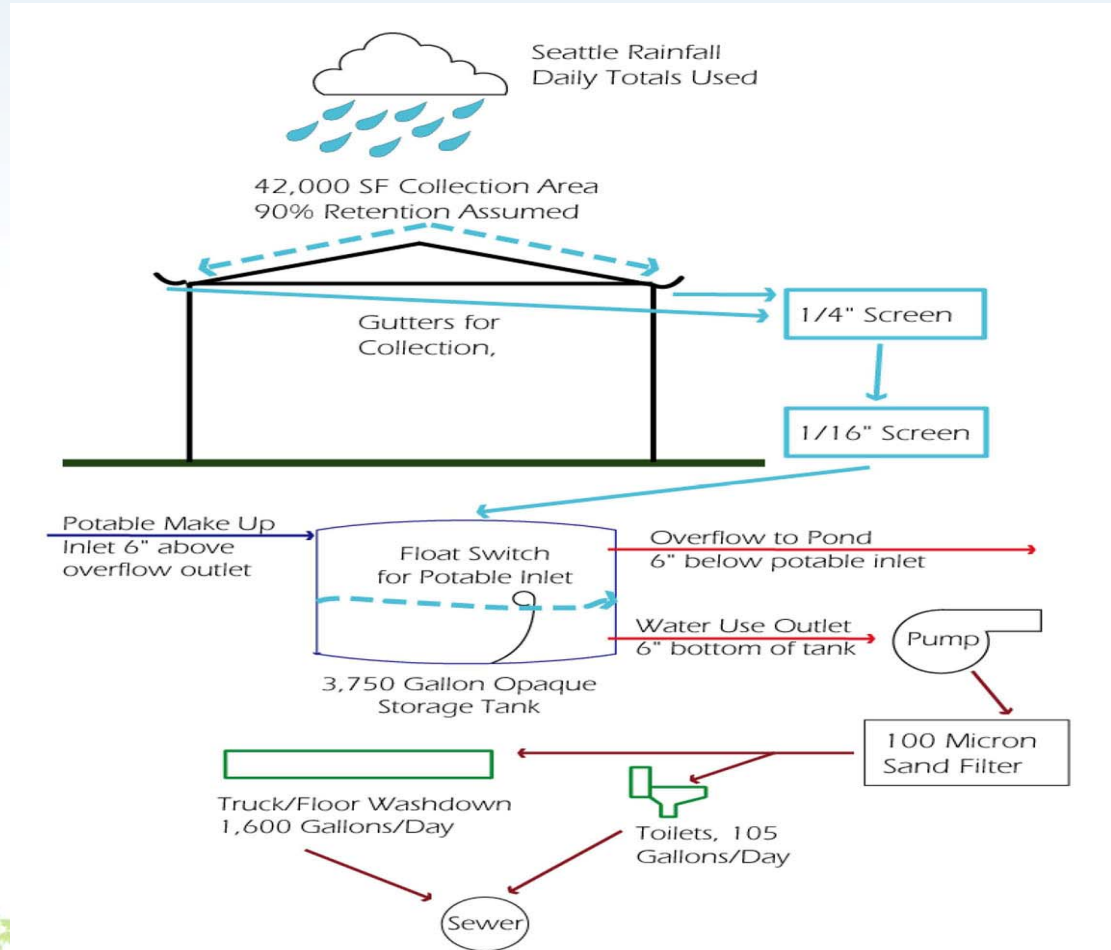 Seattle Rainfall
Daily Totals Used
42,000 SF Collection Area
90% Retention Assumed
Gutters for
Collection,
1/4" Screen
1/16" Screen
Potable Make Up
Inlet 6" above
overflow outlet
Float Switch
for Potable Inlet
Overflow to Pond
6" below potable inlet
Water Use Outlet
6" bottom of tank
Pump
3,750 Gallon Opaque
Storage Tank
100 Micron
Sand Filter
Truck/Floor Washdown
1,600 Gallons/Day
Toilets, 105
Gallons/Day
Sewer